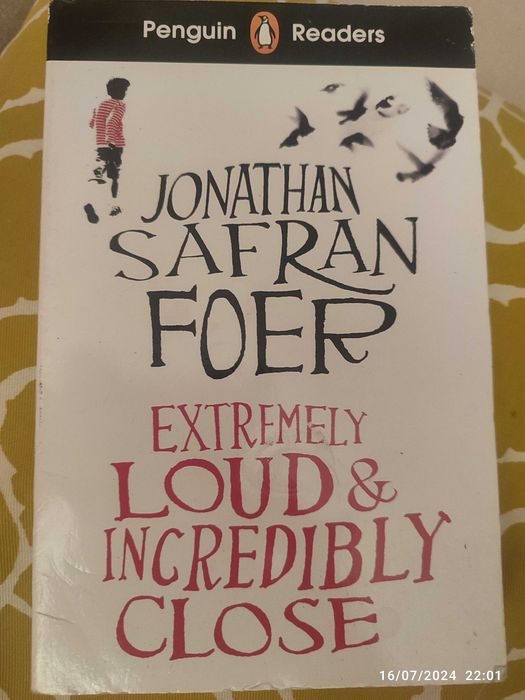 Penguin Readers
JONATHAN
SAFRAN
FOER
EXTREMELY
LOUD &
INCREDIBLY
CLOSE
16/07/2024 22:01